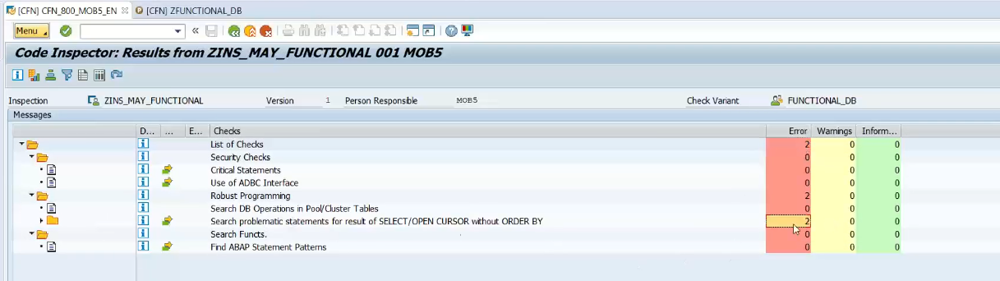 [CFN] CFN_800_MOB5_EN [CFN] ZFUNCTIONAL_DB
Menu
Code Inspector: Results from ZINS_MAY_FUNCTIONAL 001 MOB5
Inspection ZINS_MAY_FUNCTIONAL Version 1 Person Responsible MOB5 Check Variant FUNCTIONAL_DB
Messages
D... ... E... Checks Error Warnings Inform...
List of Checks 2 0 0
Security Checks 0 0 0
Critical Statements 0 0 0
Use of ADBC Interface 0 0 0
Robust Programming 2 0 0
Search DB Operations in Pool/Cluster Tables 0 0 0
Search problematic statements for result of SELECT/OPEN CURSOR without ORDER BY 2 0 0
Search Functs. 0 0 0
Find ABAP Statement Patterns 0 0 0